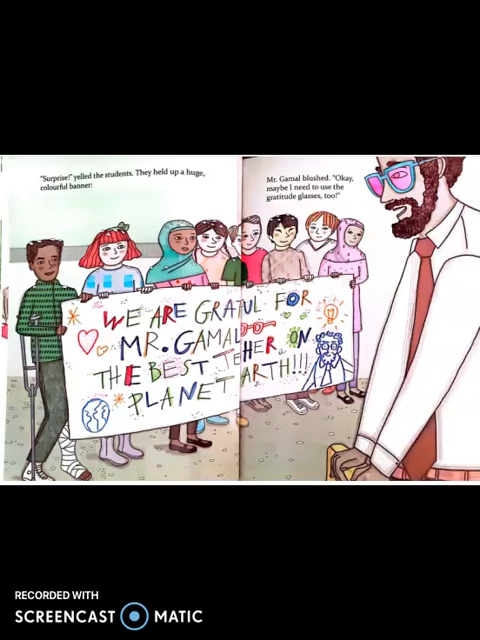 "Surprise!" yelled the students. They held up a huge,
colourful banner:
Mr. Gamal blushed. "Okay,
maybe I need to use the
gratitude glasses, too!"
WE ARE GRATFUL FOR
MR. GAMAL
THE BEST TEHER ON
PLANET ARTH!!!
RECORDED WITH
SCREENCAST MATIC